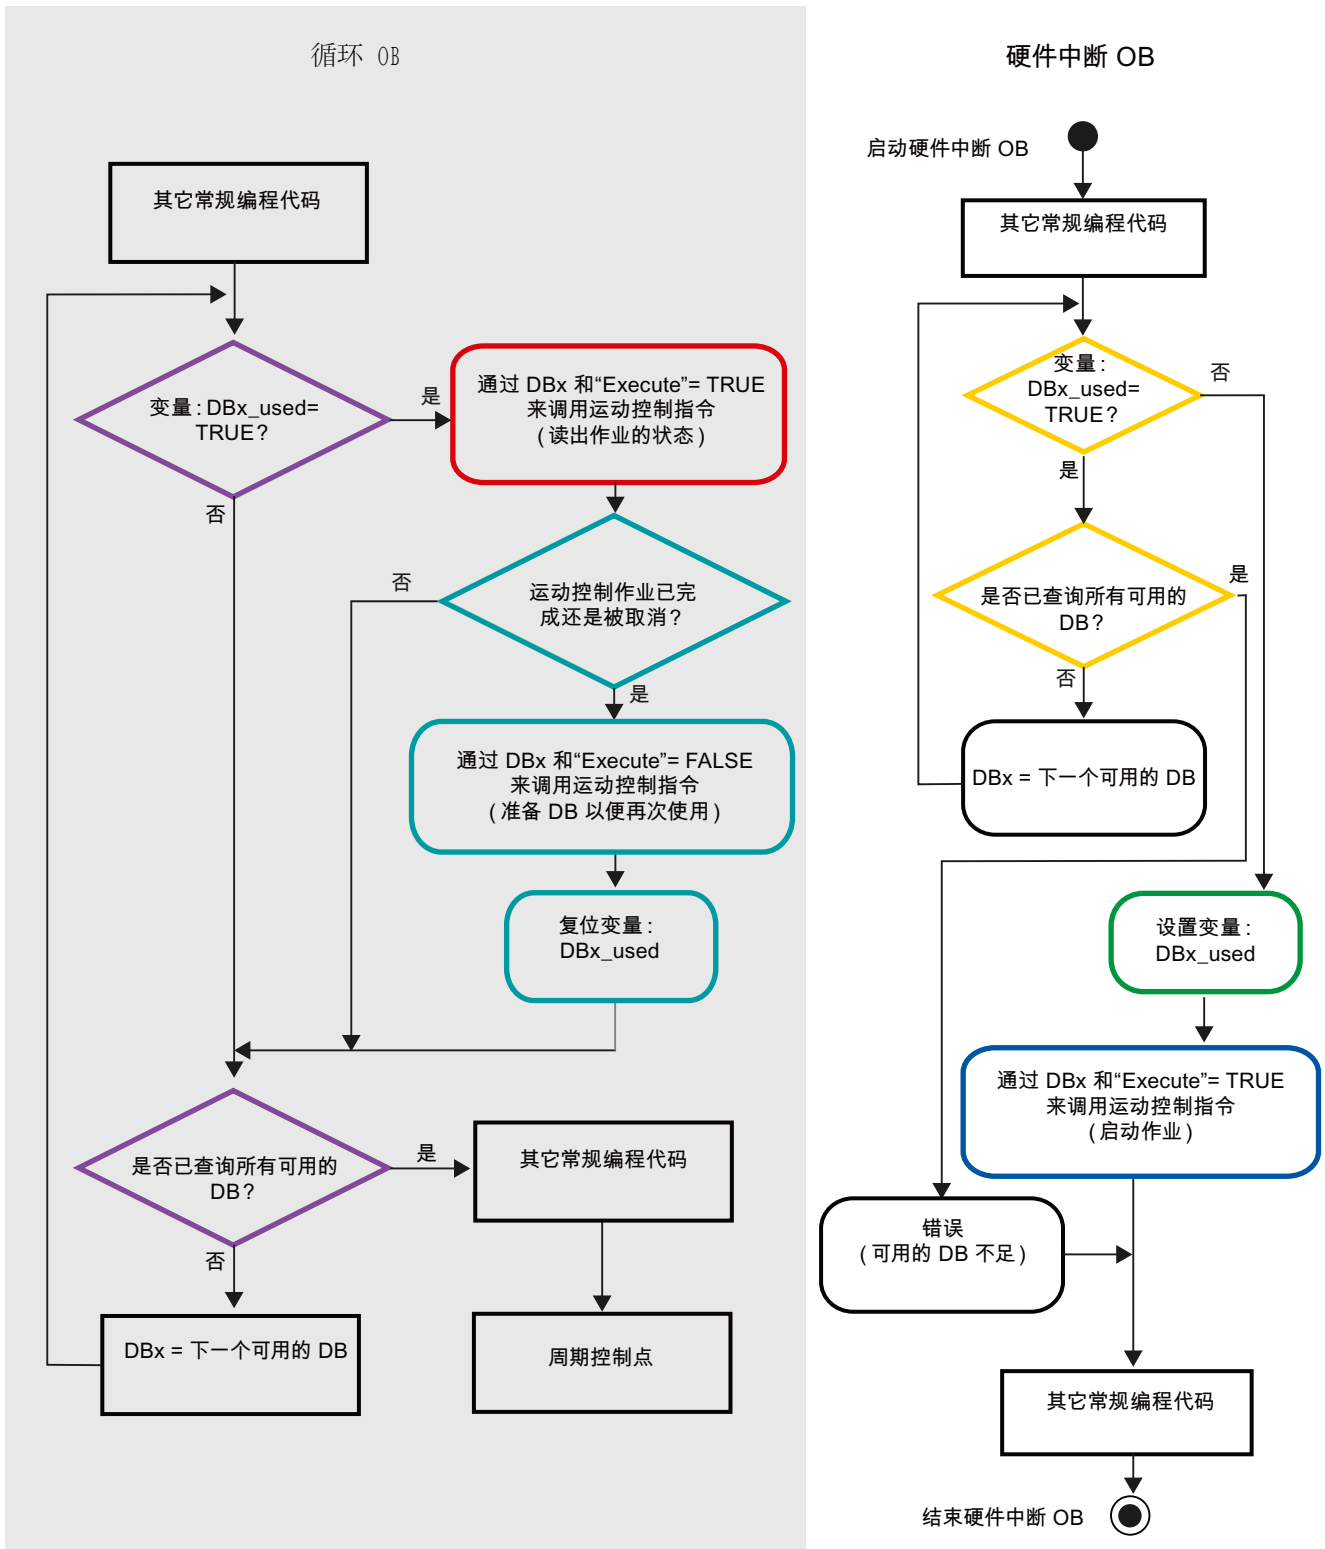 循环 OB
其它常规编程代码
变量：DBx_used=
TRUE？
是
否
通过 DBx 和“Execute”= TRUE
来调用运动控制指令
（读出作业的状态）
运动控制作业已完
成还是被取消？
否
是
通过 DBx 和“Execute”= FALSE
来调用运动控制指令
（准备 DB 以便再次使用）
复位变量：
DBx_used
是否已查询所有可用的
DB？
是
否
其它常规编程代码
DBx = 下一个可用的 DB
周期控制点
硬件中断 OB
启动硬件中断 OB
其它常规编程代码
变量：
DBx_used=
TRUE？
否
是
是否已查询所有可用的
DB？
是
否
DBx = 下一个可用的 DB
设置变量：
DBx_used
通过 DBx 和“Execute”= TRUE
来调用运动控制指令
（启动作业）
错误
（可用的 DB 不足）
其它常规编程代码
结束硬件中断 OB